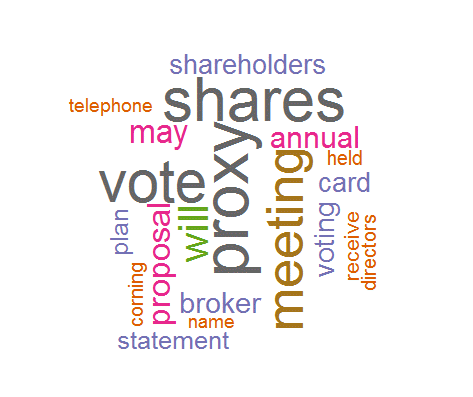 shareholders
shares
telephone
may
annual
proxy
meeting
held
vote
card
will
proposal
voting
plan
receive
directors
corning
broker
name
statement